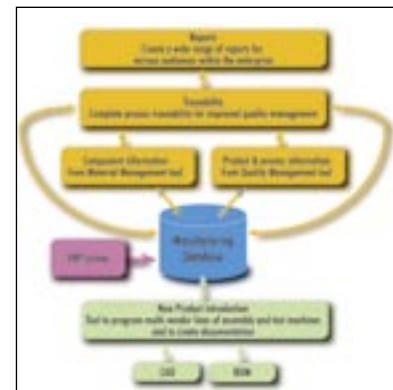 Reports
Create a wide range of reports for
various audiences within the enterprise
Traceability
Complete process traceability for improved quality management
Component information
from Material Management tool
Product & process information
from Quality Management tool
Manufacturing
Database
ERP System
New Product Introduction
Tool to program multi-vendor lines of assembly and test machines
and to create documentation
CAD
BOM